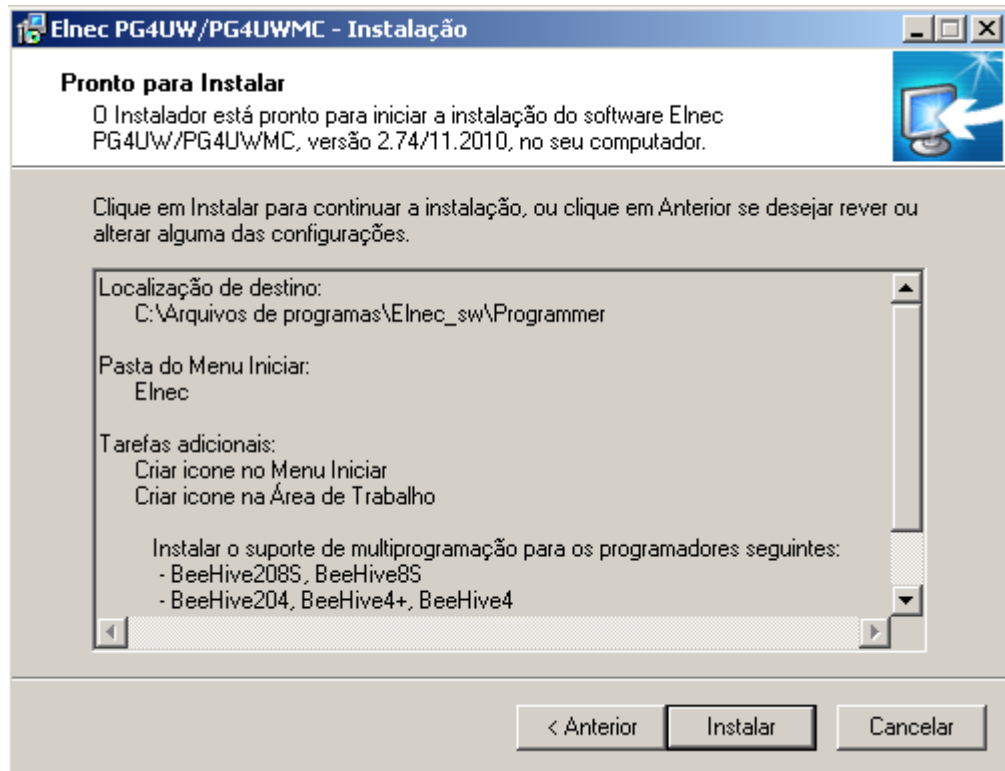 Elnec PG4UW/PG4UWMC - Instalação
Pronto para Instalar
O Instalador está pronto para iniciar a instalação do software Elnec
PG4UW/PG4UWMC, versão 2.74/11.2010, no seu computador.
Clique em Instalar para continuar a instalação, ou clique em Anterior se desejar rever ou
alterar alguma das configurações.
Localização de destino:
C:\Arquivos de programas\Elnec_sw\Programmer
Pasta do Menu Iniciar:
Elnec
Tarefas adicionais:
Criar icone no Menu Iniciar
Criar icone na Área de Trabalho
Instalar o suporte de multiprogramação para os programadores seguintes:
- BeeHive208S, BeeHive8S
- BeeHive204, BeeHive4+, BeeHive4
< Anterior
Instalar
Cancelar